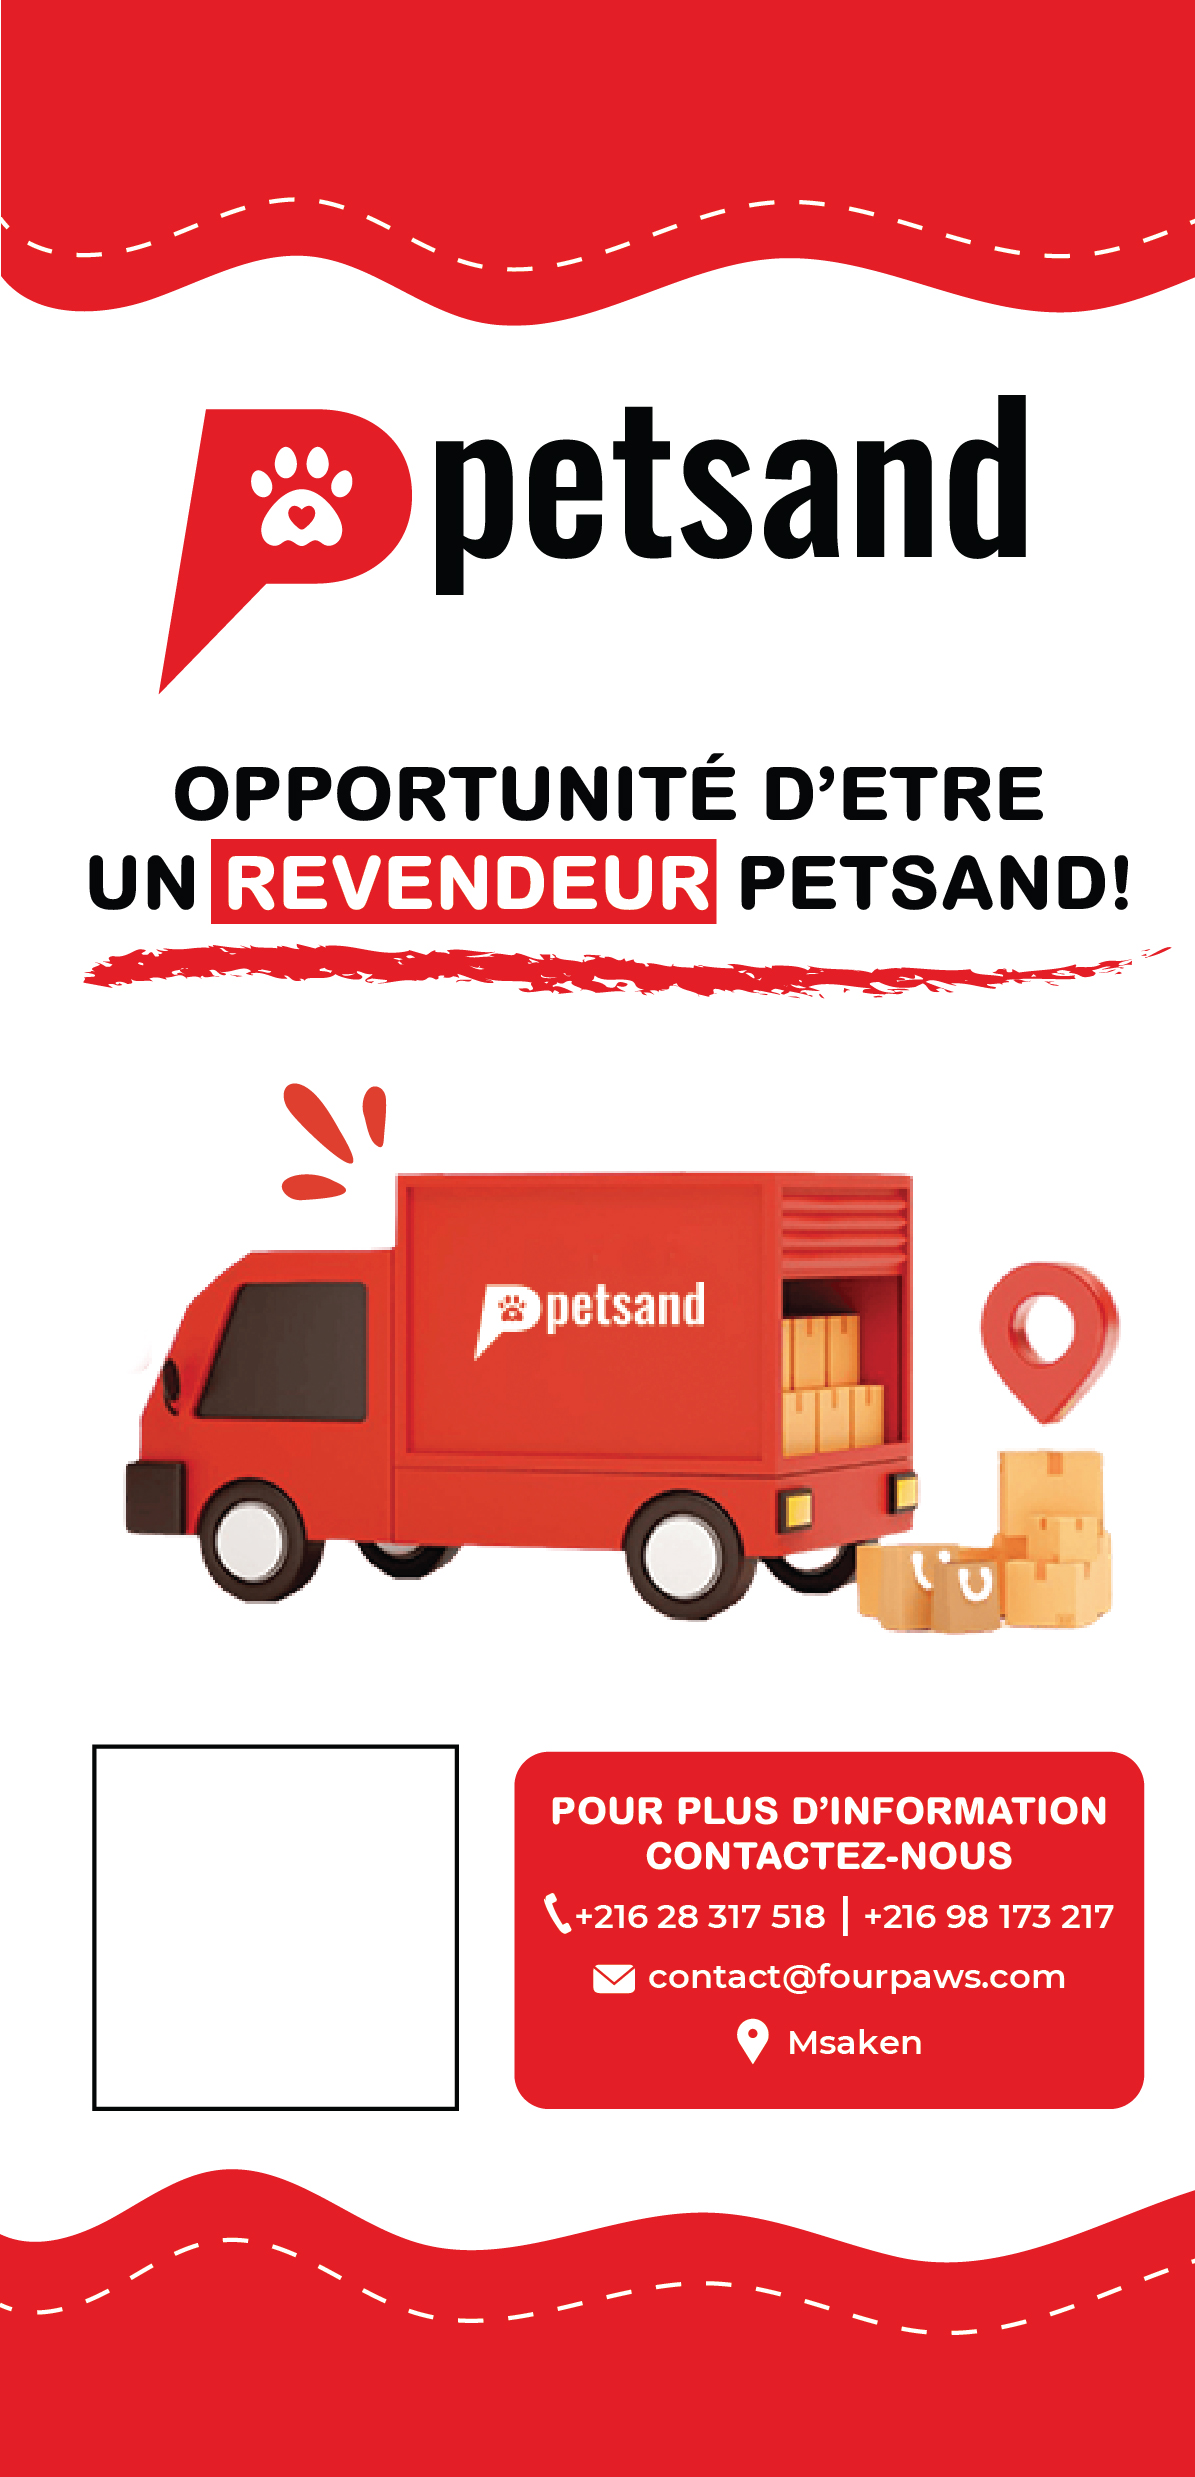 petsand
OPPORTUNITÉ D’ETRE
UN REVENDEUR PETSAND!
petsand
POUR PLUS D’INFORMATION
CONTACTEZ-NOUS
+216 28 317 518 | +216 98 173 217
contact@fourpaws.com
Msaken